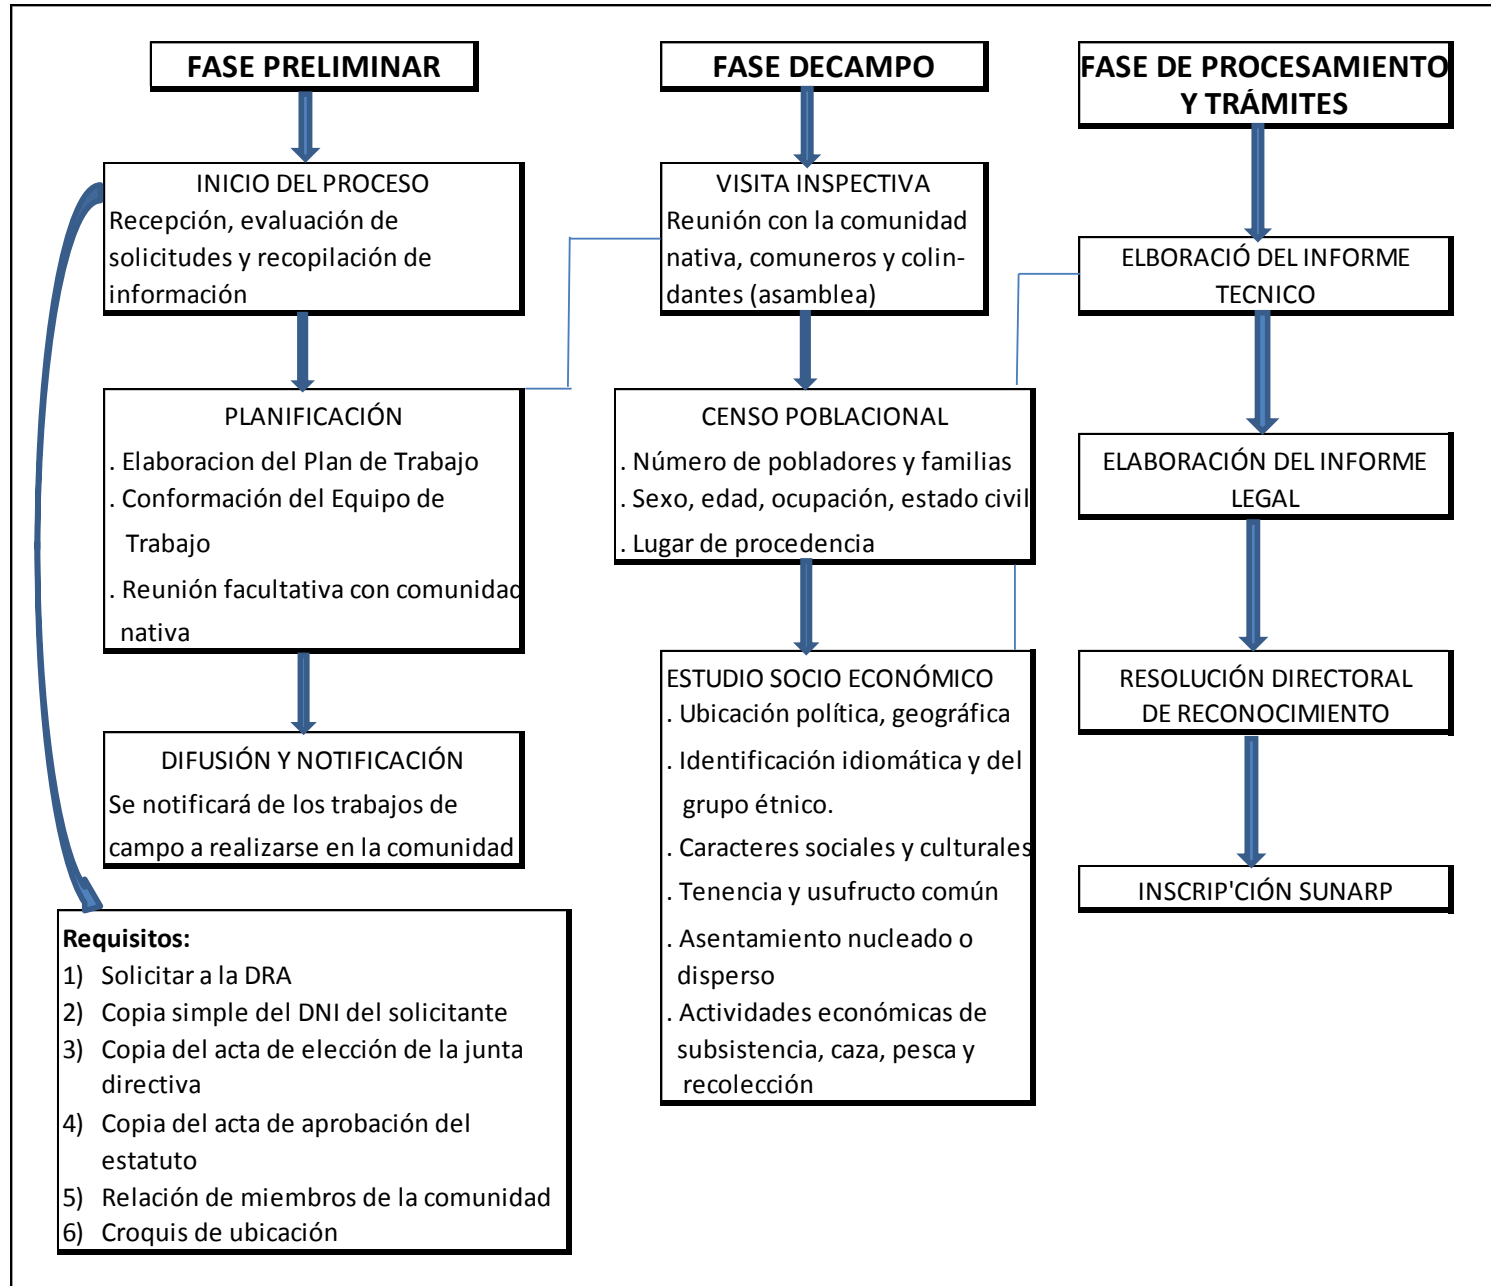 FASE PRELIMINAR
INICIO DEL PROCESO
Recepción, evaluación de
solicitudes y recopilación de
información
PLANIFICACIÓN
. Elaboracion del Plan de Trabajo
. Conformación del Equipo de
Trabajo
. Reunión facultativa con comunidad
nativa
DIFUSIÓN Y NOTIFICACIÓN
Se notificará de los trabajos de
campo a realizarse en la comunidad
Requisitos:
1) Solicitar a la DRA
2) Copia simple del DNI del solicitante
3) Copia del acta de elección de la junta
directiva
4) Copia del acta de aprobación del
estatuto
5) Relación de miembros de la comunidad
6) Croquis de ubicación
FASE DECAMPO
VISITA INSPECTIVA
Reunión con la comunidad
nativa, comuneros y colin-
dantes (asamblea)
CENSO POBLACIONAL
. Número de pobladores y familias
. Sexo, edad, ocupación, estado civil
. Lugar de procedencia
ESTUDIO SOCIO ECONÓMICO
. Ubicación política, geográfica
. Identificación idiomática y del
grupo étnico.
. Caracteres sociales y culturales
. Tenencia y usufructo común
. Asentamiento nucleado o
disperso
. Actividades económicas de
subsistencia, caza, pesca y
recolección
FASE DE PROCESAMIENTO
Y TRÁMITES
ELBORACIÓ DEL INFORME
TECNICO
ELABORACIÓN DEL INFORME
LEGAL
RESOLUCIÓN DIRECTORAL
DE RECONOCIMIENTO
INSCRIP'CIÓN SUNARP